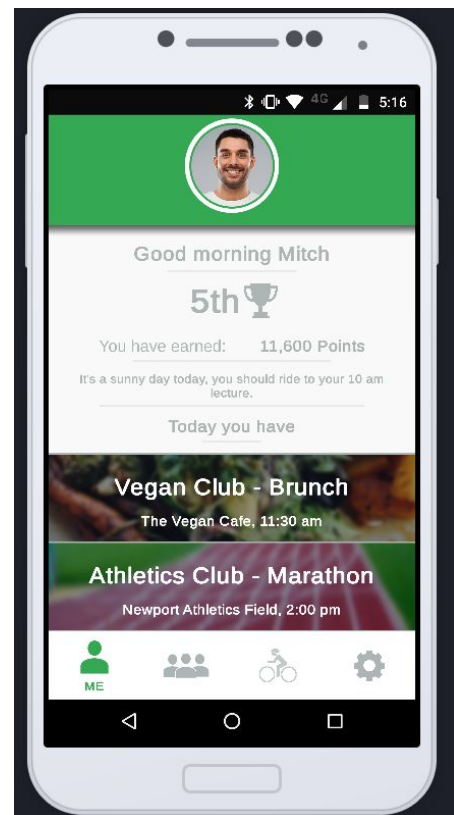 4G 5:16
Good morning Mitch
5th
You have earned: 11,600 Points
It's a sunny day today, you should ride to your 10 am
lecture.
Today you have
Vegan Club - Brunch
The Vegan Cafe, 11:30 am
Athletics Club - Marathon
Newport Athletics Field, 2:00 pm
ME